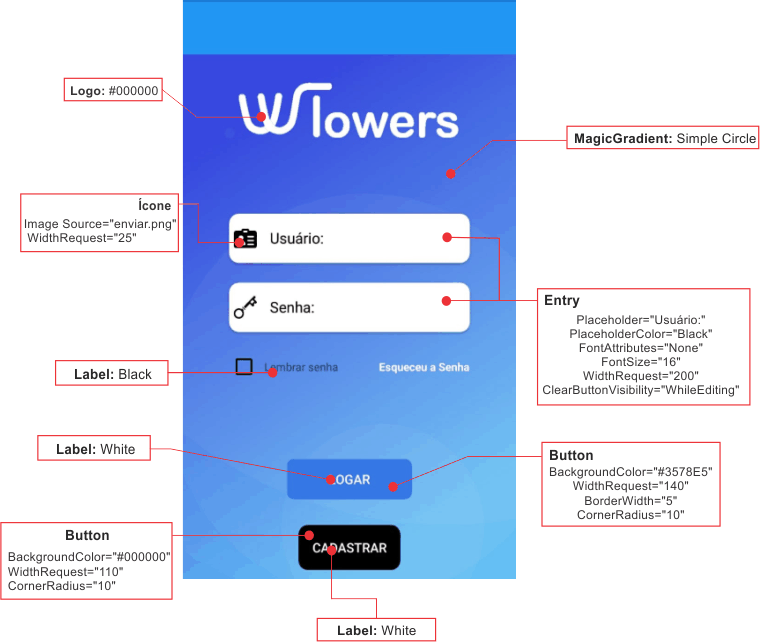 Logo: #000000
Wlowers
MagicGradient: Simple Circle
Ícone
Image Source="enviar.png"
WidthRequest="25"
Usuário:
Senha:
Entry
Placeholder="Usuário:"
PlaceholderColor="Black"
FontAttributes="None"
FontSize="16"
WidthRequest="200"
ClearButtonVisibility="WhileEditing"
Label: Black
Lembrar senha
Esqueceu a Senha
Label: White
LOGAR
Button
BackgroundColor="#3578E5"
WidthRequest="140"
BorderWidth="5"
CornerRadius="10"
Button
BackgroundColor="#000000"
WidthRequest="110"
CornerRadius="10"
CADASTRAR
Label: White